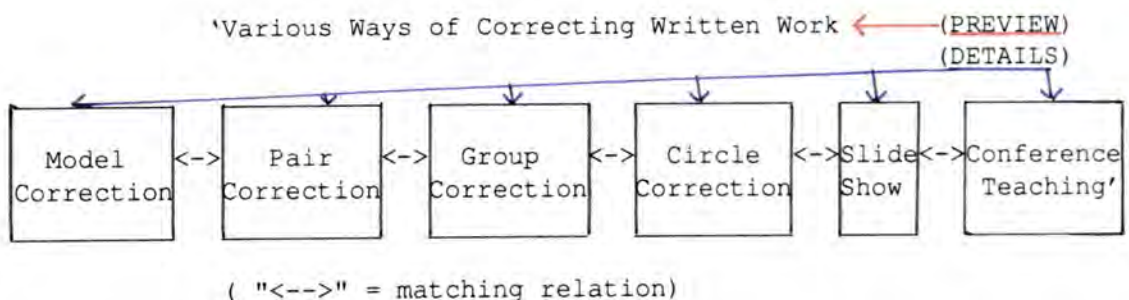 'Various Ways of Correcting Written Work (PREVIEW)
(DETAILS)
Model Correction <-> Pair Correction <-> Group Correction <-> Circle Correction <-> Slide Show <-> Conference Teaching'
( "<-->" = matching relation)